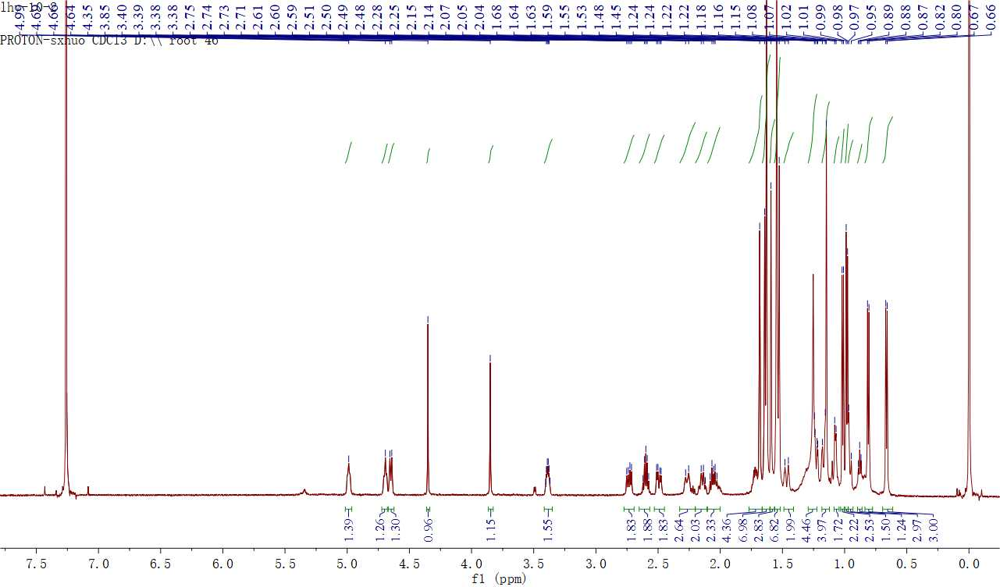 4.99 4.69 4.66 4.64 4.35 3.85 3.40 3.39 3.38 3.38 2.75 2.74 2.73 2.71 2.61 2.60 2.59 2.51 2.50 2.49 2.48 2.28 2.25 2.15 2.14 2.07 2.05 2.04 1.68 1.64 1.63 1.59 1.55 1.53 1.48 1.45 1.24 1.24 1.22 1.22 1.18 1.16 1.15 1.08 1.07 1.02 1.01 0.99 0.98 0.97 0.95 0.89 0.88 0.87 0.82 0.80 0.67 0.66
PROTON-sxhuo CDCl3 D:\\ root
1.39 1.26 1.30 0.96 1.15 1.55 1.83 1.88 1.83 2.64 2.03 2.33 4.36 6.98 2.83 6.82 1.99 4.46 3.97 1.72 2.22 2.53 1.50 1.24 2.97 3.00
7.5 7.0 6.5 6.0 5.5 5.0 4.5 4.0 3.5 3.0 2.5 2.0 1.5 1.0 0.5 0.0
f1 (ppm)